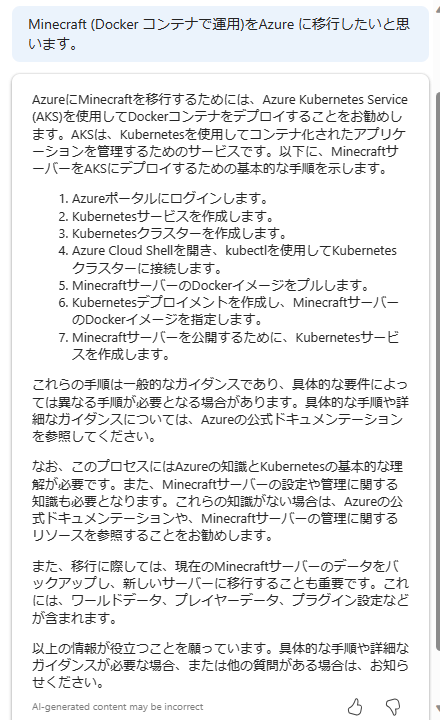 Minecraft (Docker コンテナで運用)をAzure に移行したいと思
います。
AzureにMinecraftを移行するためには、Azure Kubernetes Service
(AKS)を使用してDockerコンテナをデプロイすることをお勧めし
ます。AKSは、Kubernetesを使用してコンテナ化されたアプリケ
ーションを管理するためのサービスです。以下に、Minecraftサ
ーバーをAKSにデプロイするための基本的な手順を示します。
1. Azureポータルにログインします。
2. Kubernetesサービスを作成します。
3. Kubernetesクラスターを作成します。
4. Azure Cloud Shellを開き、kubectlを使用してKubernetes
クラスターに接続します。
5. MinecraftサーバーのDockerイメージをプルします。
6. Kubernetesデプロイメントを作成し、Minecraftサーバー
のDockerイメージを指定します。
7. Minecraftサーバーを公開するために、Kubernetesサービ
スを作成します。
これらの手順は一般的なガイダンスであり、具体的な要件によっ
ては異なる手順が必要となる場合があります。具体的な手順や詳
細なガイダンスについては、Azureの公式ドキュメンテーション
を参照してください。
なお、このプロセスにはAzureの知識とKubernetesの基本的な理
解が必要です。また、Minecraftサーバーの設定や管理に関する
知識も必要となります。これらの知識がない場合は、Azureの公
式ドキュメンテーションや、Minecraftサーバーの管理に関する
リソースを参照することをお勧めします。
また、移行に際しては、現在のMinecraftサーバーのデータをバ
ックアップし、新しいサーバーに移行することも重要です。これ
には、ワールドデータ、プレイヤーデータ、プラグイン設定など
が含まれます。
以上の情報が役立つことを願っています。具体的な手順や詳細な
ガイダンスが必要な場合、または他の質問がある場合は、お知ら
せください。
AI-generated content may be incorrect